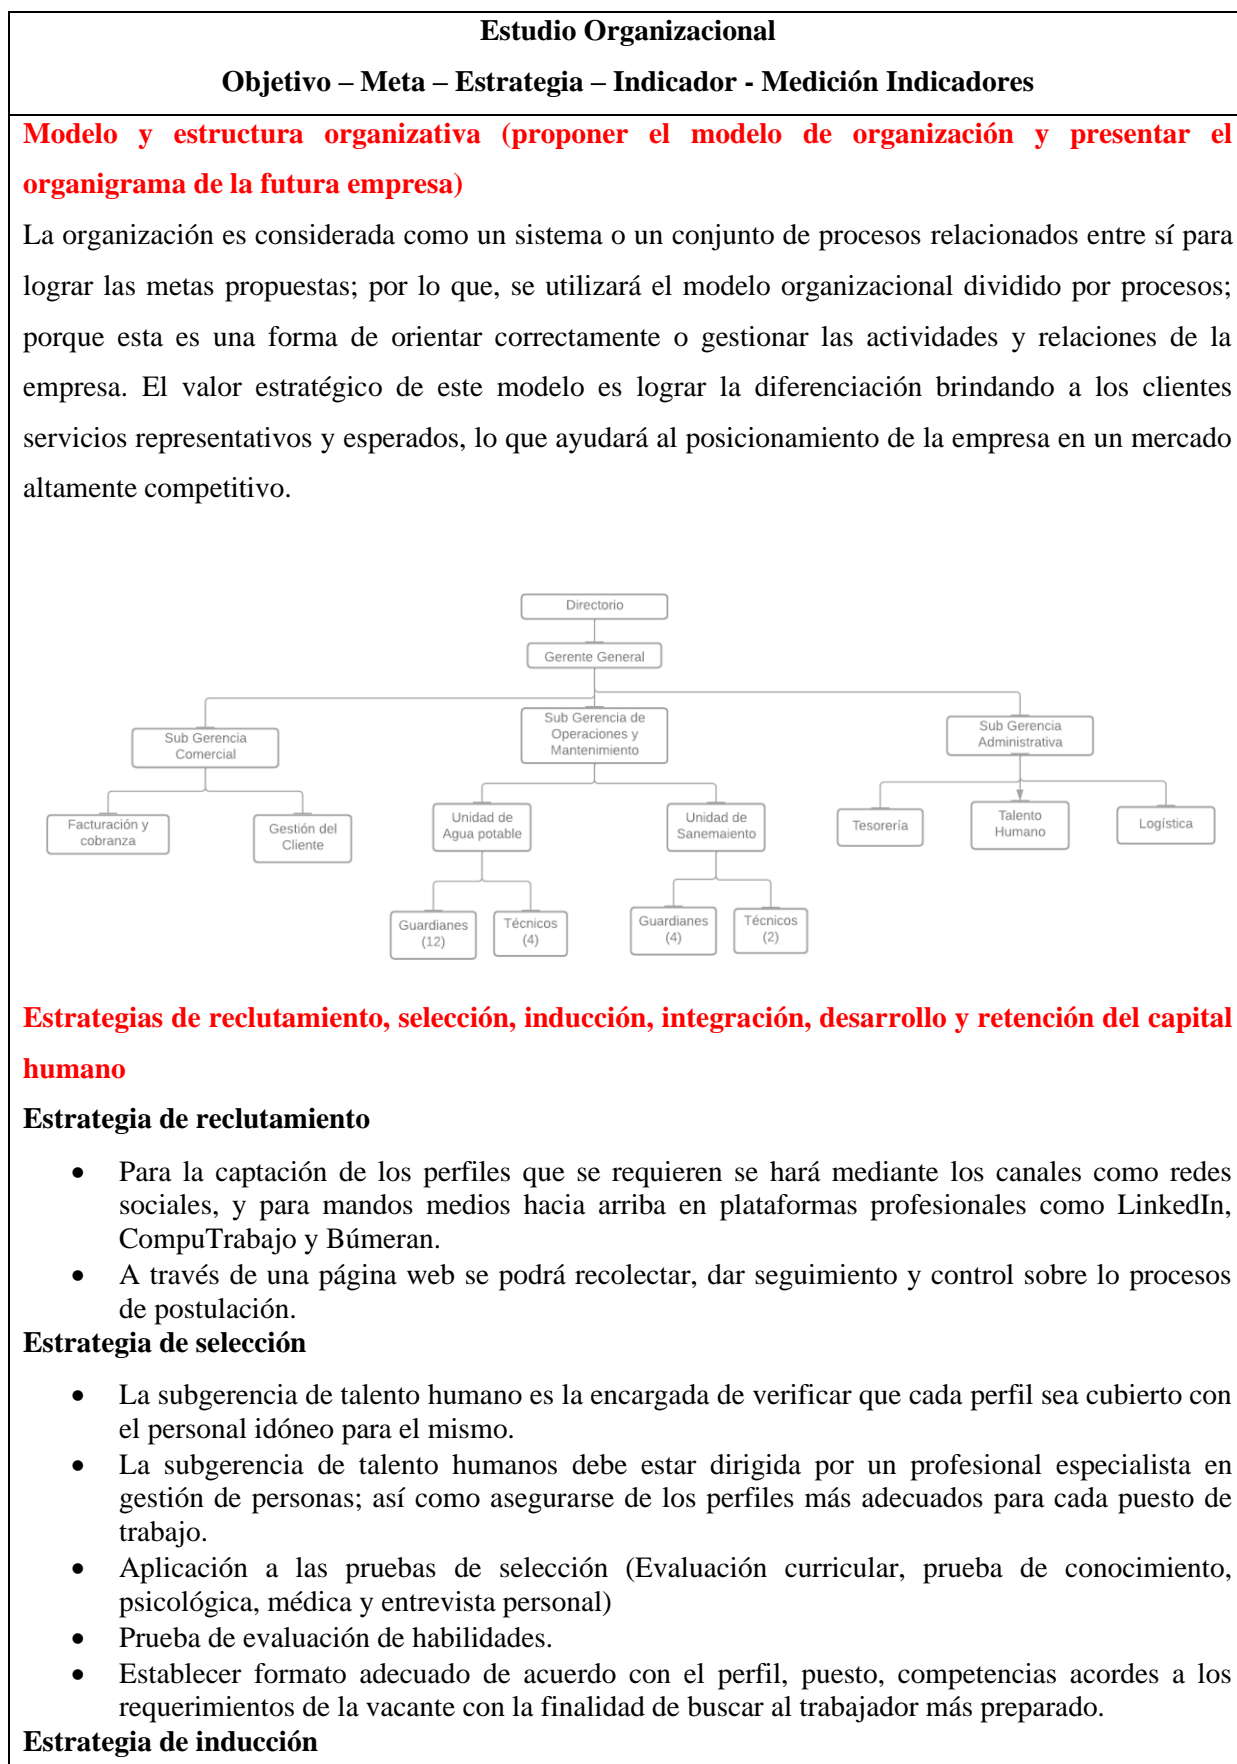 Estudio Organizacional
Objetivo – Meta – Estrategia – Indicador - Medición Indicadores
Modelo y estructura organizativa (proponer el modelo de organización y presentar el
organigrama de la futura empresa)
La organización es considerada como un sistema o un conjunto de procesos relacionados entre sí para
lograr las metas propuestas; por lo que, se utilizará el modelo organizacional dividido por procesos;
porque esta es una forma de orientar correctamente o gestionar las actividades y relaciones de la
empresa. El valor estratégico de este modelo es lograr la diferenciación brindando a los clientes
servicios representativos y esperados, lo que ayudará al posicionamiento de la empresa en un mercado
altamente competitivo.
Directorio
Gerente General
Sub Gerencia
Comercial
Sub Gerencia de
Operaciones y
Mantenimiento
Sub Gerencia
Administrativa
Facturación y
cobranza
Gestión del
Cliente
Unidad de
Agua potable
Unidad de
Sanemaiento
Tesorería
Talento
Humano
Logística
Guardianes
(12)
Técnicos
(4)
Guardianes
(4)
Técnicos
(2)
Estrategias de reclutamiento, selección, inducción, integración, desarrollo y retención del capital
humano
Estrategia de reclutamiento
• Para la captación de los perfiles que se requieren se hará mediante los canales como redes
sociales, y para mandos medios hacia arriba en plataformas profesionales como LinkedIn,
CompuTrabajo y Búmeran.
• A través de una página web se podrá recolectar, dar seguimiento y control sobre lo procesos
de postulación.
Estrategia de selección
• La subgerencia de talento humano es la encargada de verificar que cada perfil sea cubierto con
el personal idóneo para el mismo.
• La subgerencia de talento humanos debe estar dirigida por un profesional especialista en
gestión de personas; así como asegurarse de los perfiles más adecuados para cada puesto de
trabajo.
• Aplicación a las pruebas de selección (Evaluación curricular, prueba de conocimiento,
psicológica, médica y entrevista personal)
• Prueba de evaluación de habilidades.
• Establecer formato adecuado de acuerdo con el perfil, puesto, competencias acordes a los
requerimientos de la vacante con la finalidad de buscar al trabajador más preparado.
Estrategia de inducción